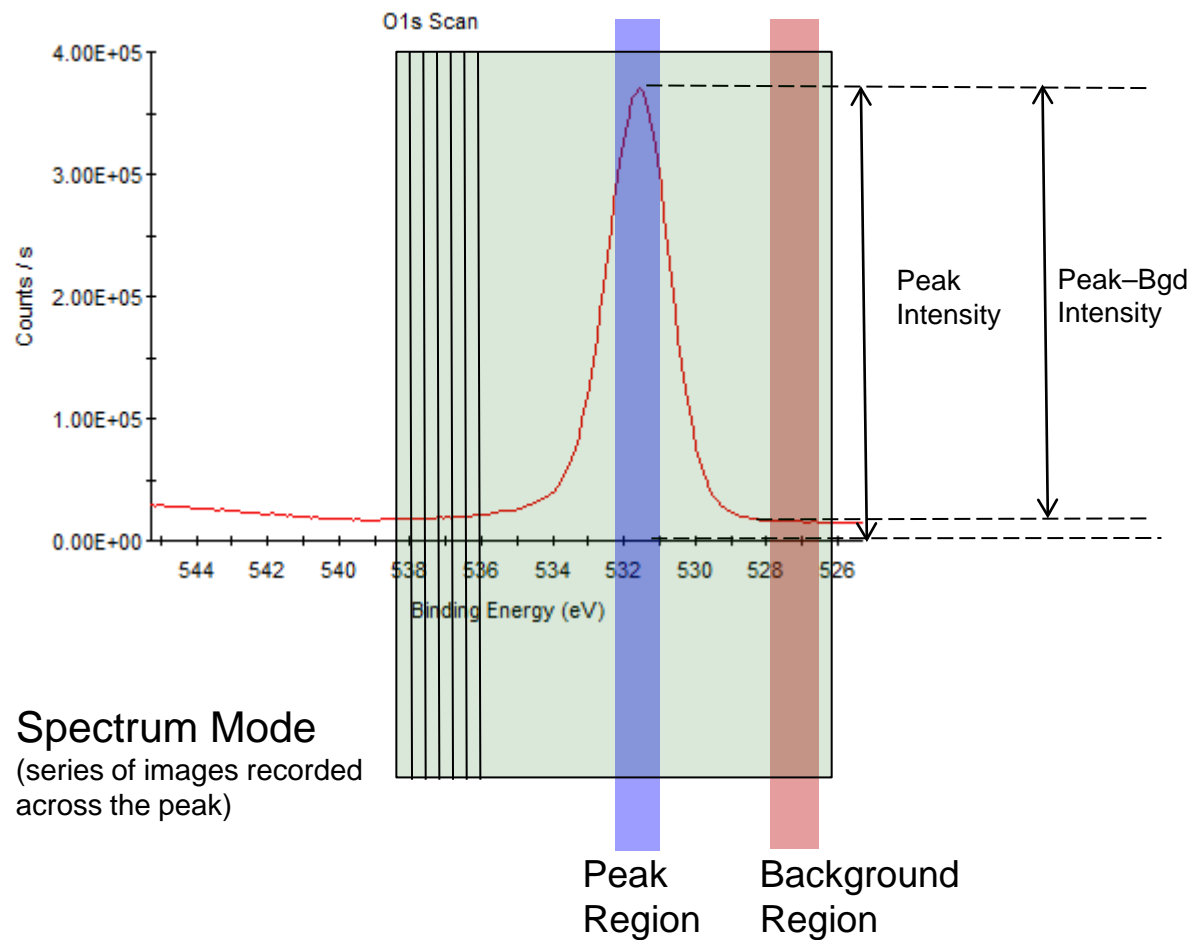 O1s Scan
4.00E+05
3.00E+05
2.00E+05
1.00E+05
0.00E+00
Counts / s
544 542 540 538 536 534 532 530 528 526
Binding Energy (eV)
Peak
Intensity
Peak–Bgd
Intensity
Spectrum Mode
(series of images recorded
across the peak)
Peak
Region
Background
Region